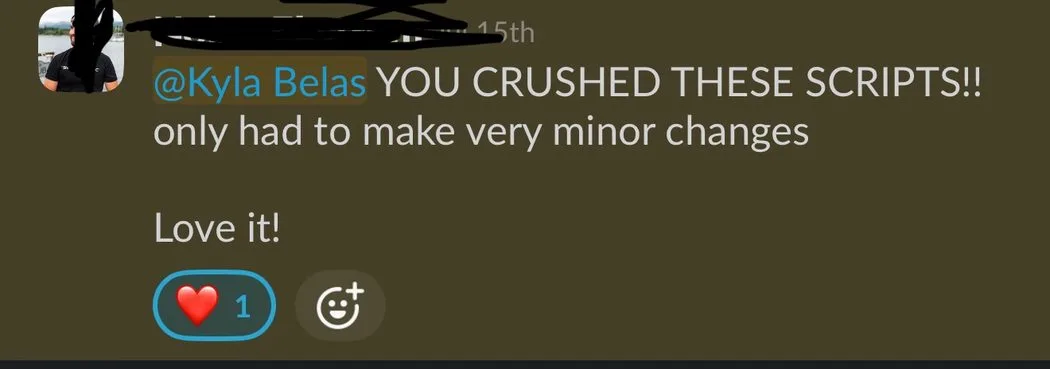 15th
@Kyla Belas YOU CRUSHED THESE SCRIPTS!!
only had to make very minor changes
Love it!
1